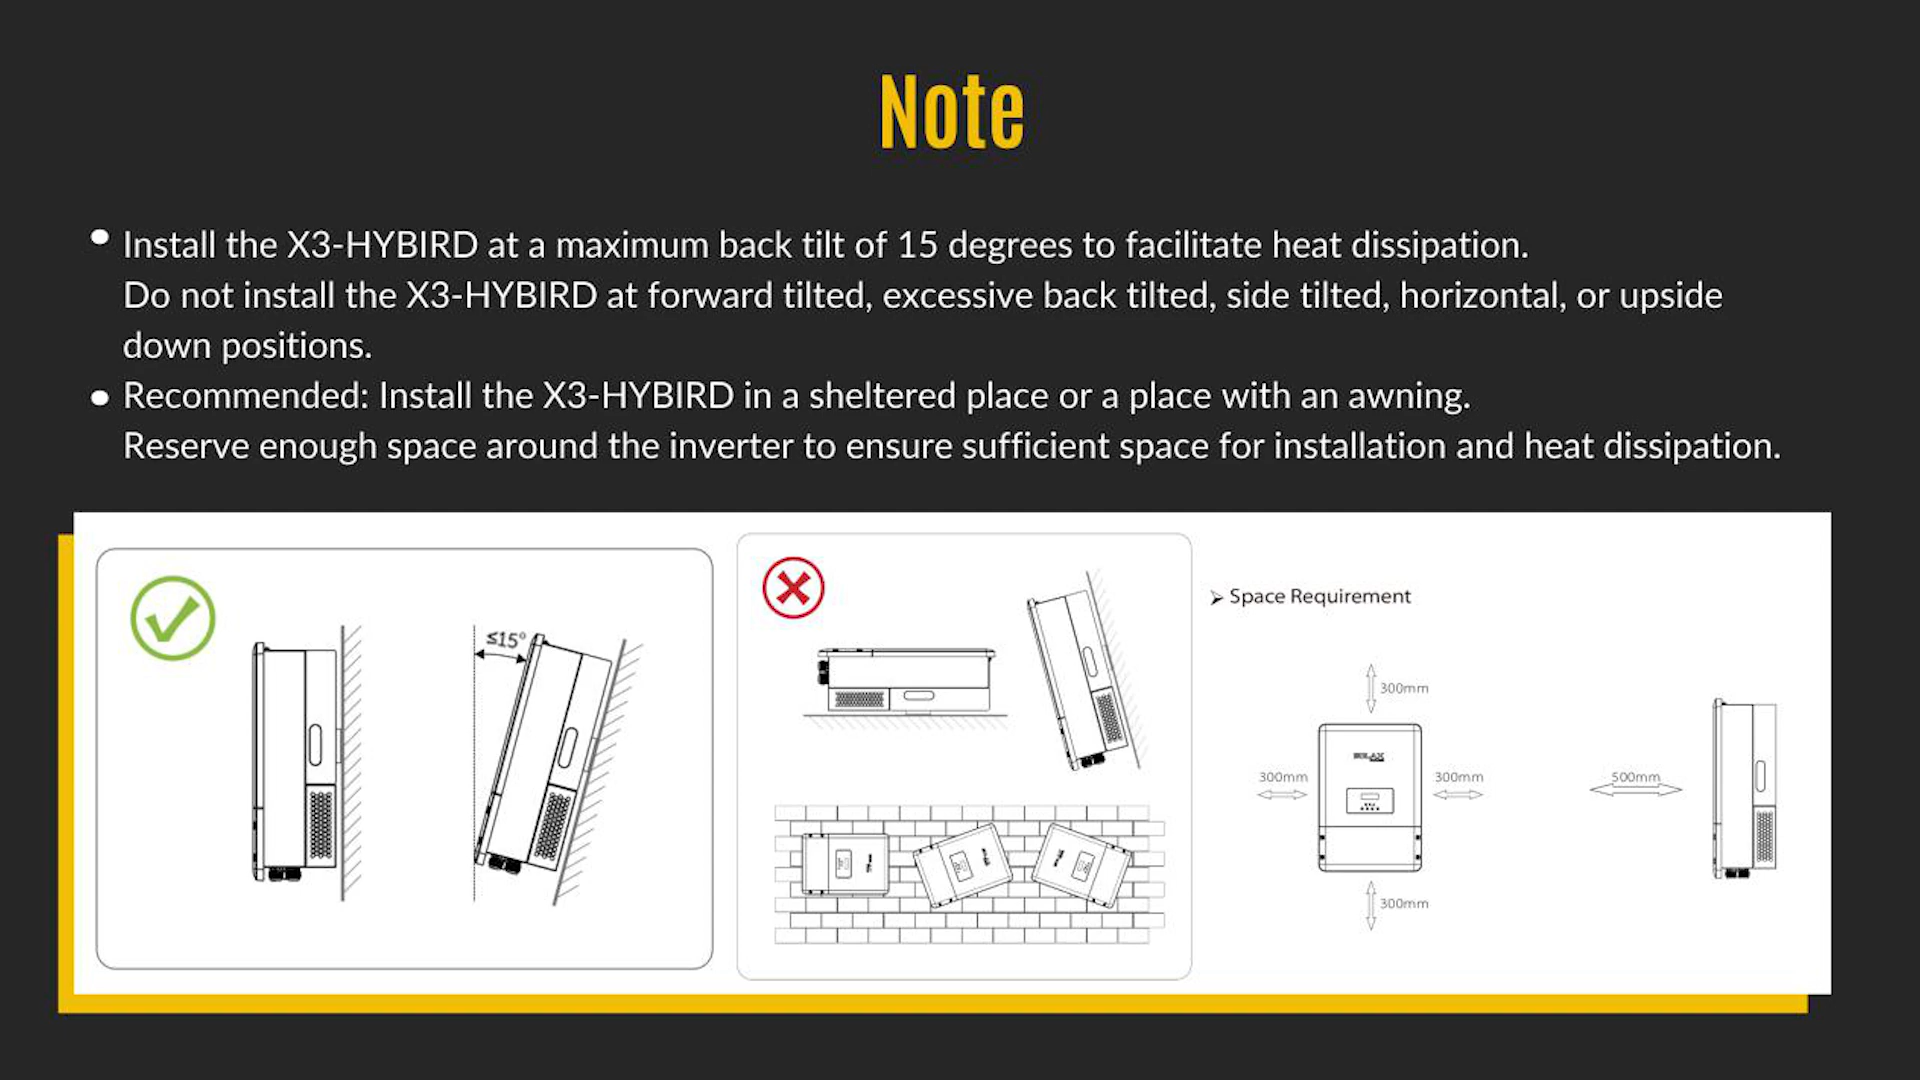 Note
• Install the X3-HYBIRD at a maximum back tilt of 15 degrees to facilitate heat dissipation.
Do not install the X3-HYBIRD at forward tilted, excessive back tilted, side tilted, horizontal, or upside
down positions.
• Recommended: Install the X3-HYBIRD in a sheltered place or a place with an awning.
Reserve enough space around the inverter to ensure sufficient space for installation and heat dissipation.
≤15°
➢ Space Requirement
300mm
SOLAX
300mm
300mm
500mm
300mm